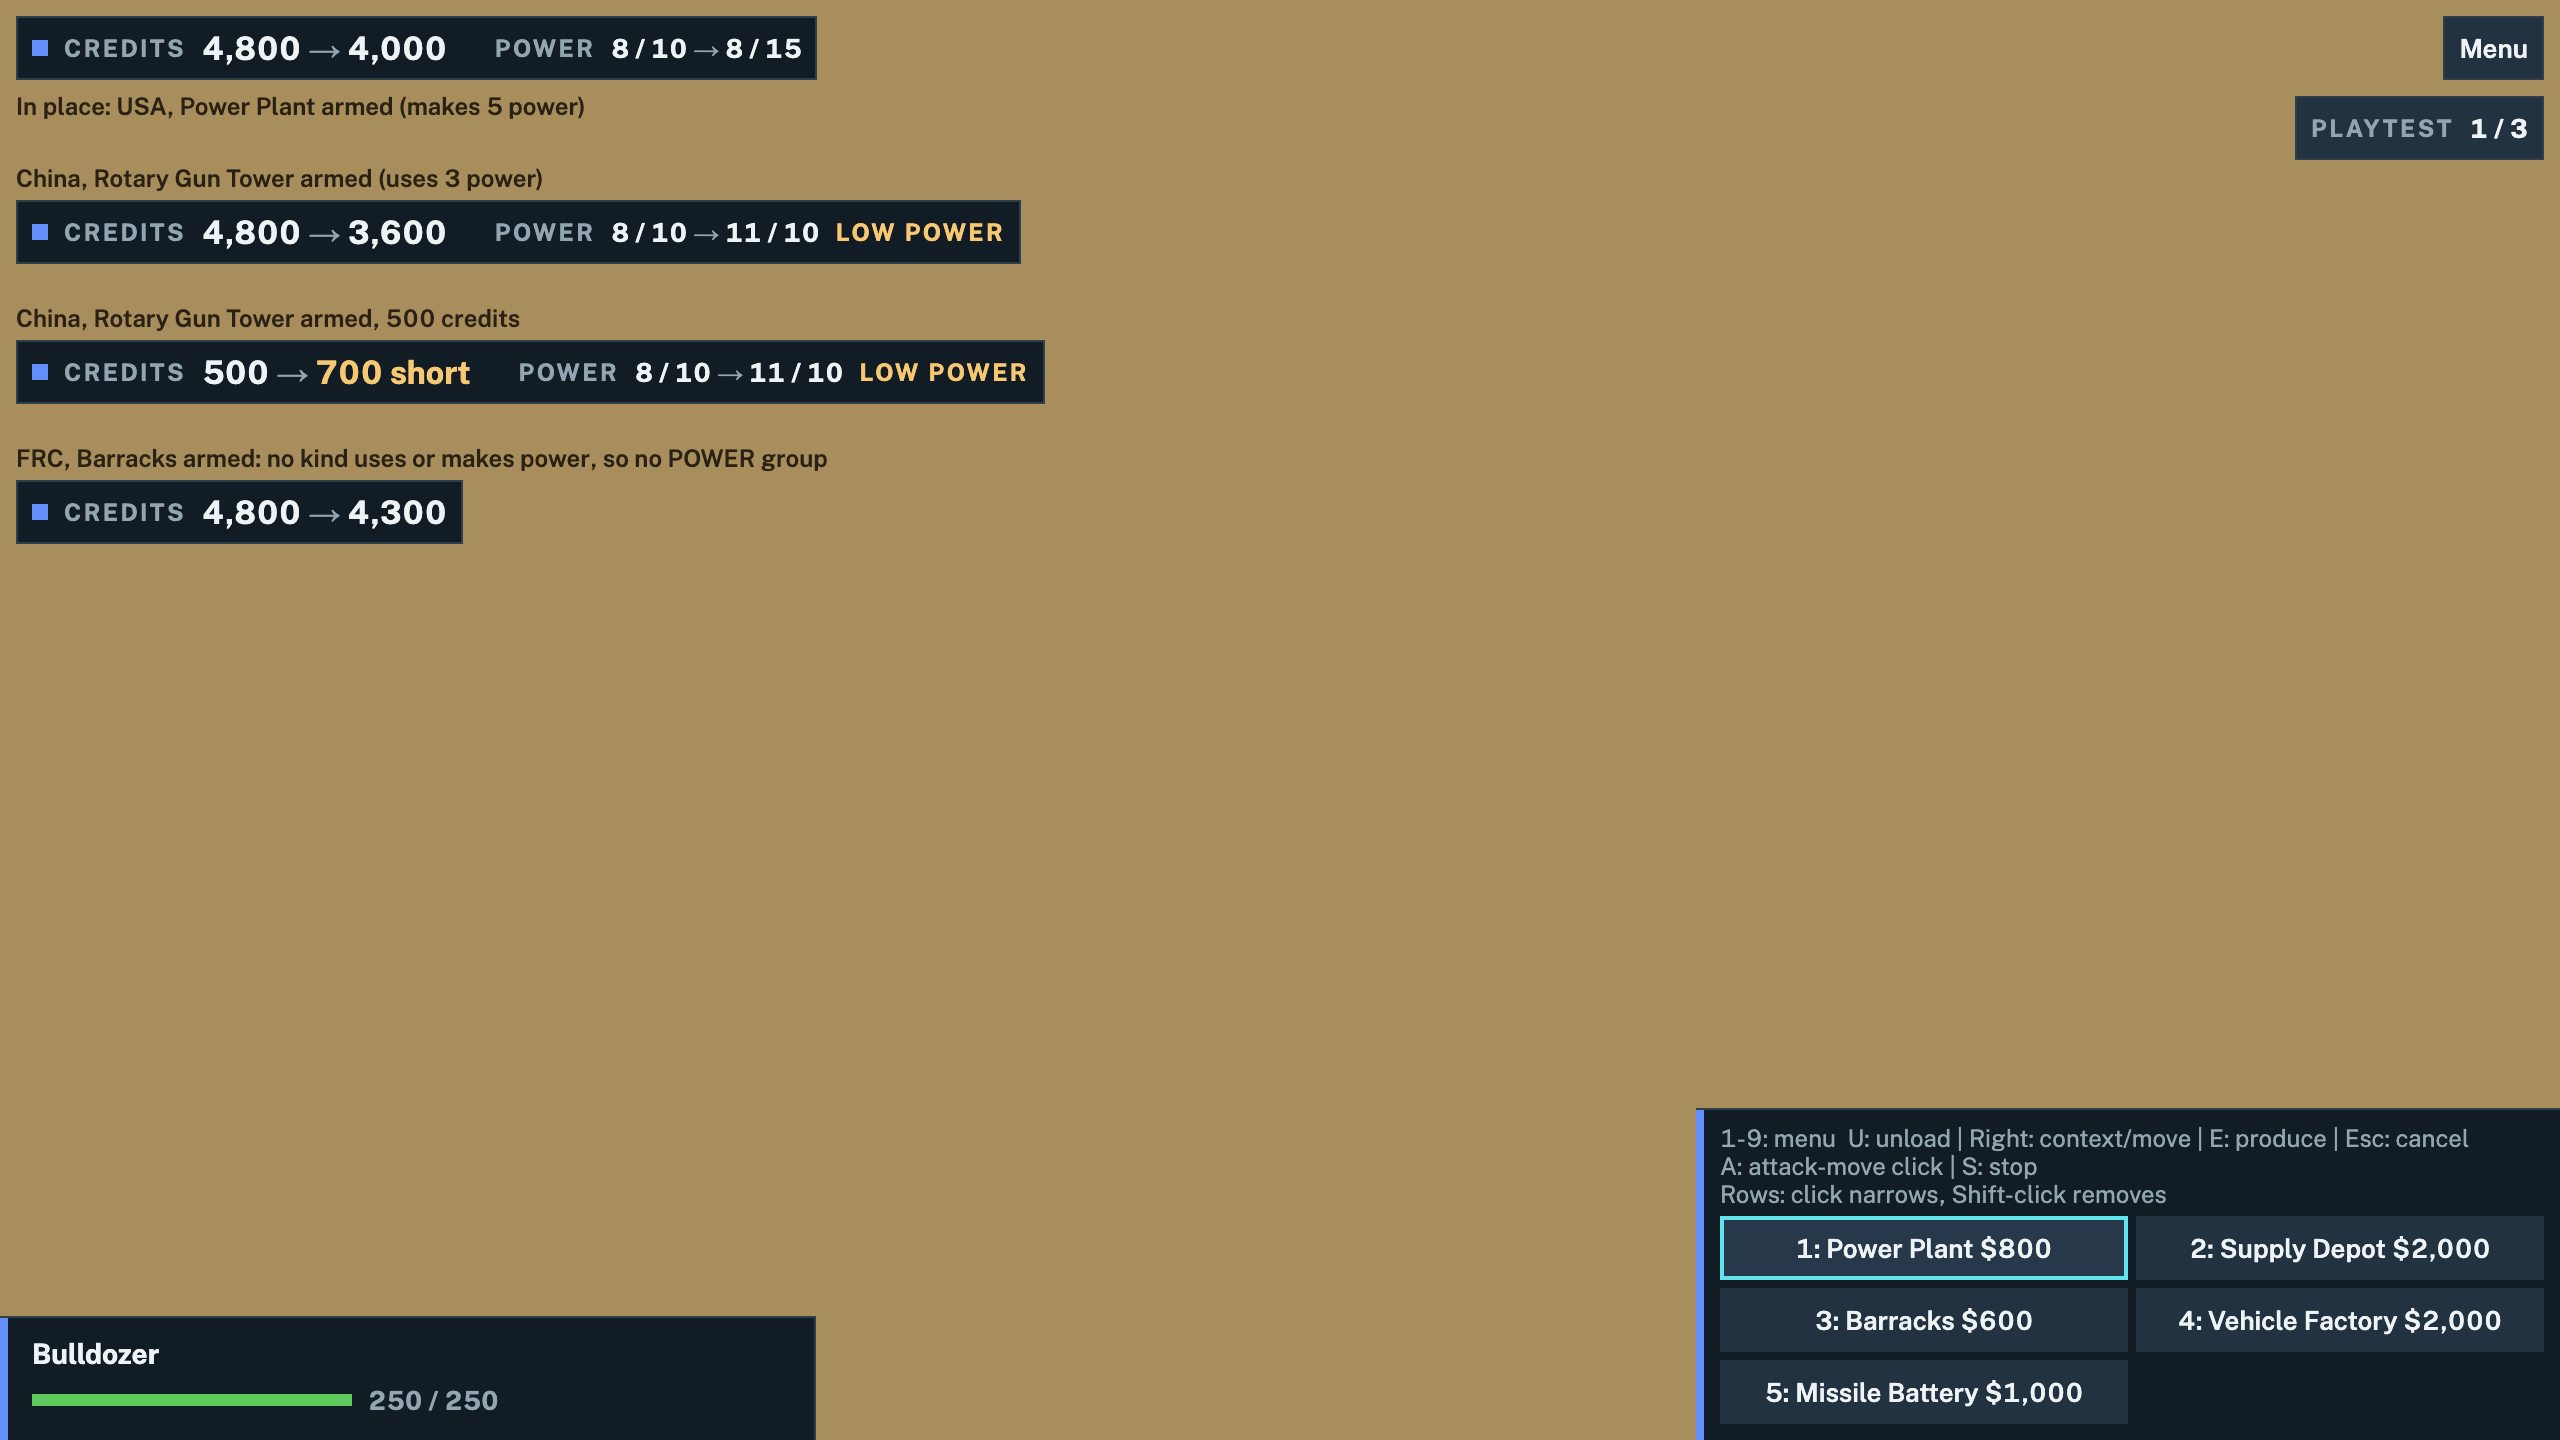 CREDITS 4,800 → 4,000 POWER 8/10 → 8/15
Menu
In place: USA, Power Plant armed (makes 5 power)
PLAYTEST 1/3
China, Rotary Gun Tower armed (uses 3 power)
CREDITS 4,800 → 3,600 POWER 8/10 → 11/10 LOW POWER
China, Rotary Gun Tower armed, 500 credits
CREDITS 500 → 700 short POWER 8/10 → 11/10 LOW POWER
FRC, Barracks armed: no kind uses or makes power, so no POWER group
CREDITS 4,800 → 4,300
1-9: menu U: unload | Right: context/move | E: produce | Esc: cancel
A: attack-move click | S: stop
Rows: click narrows, Shift-click removes
1: Power Plant $800
2: Supply Depot $2,000
3: Barracks $600
4: Vehicle Factory $2,000
5: Missile Battery $1,000
Bulldozer
250 / 250